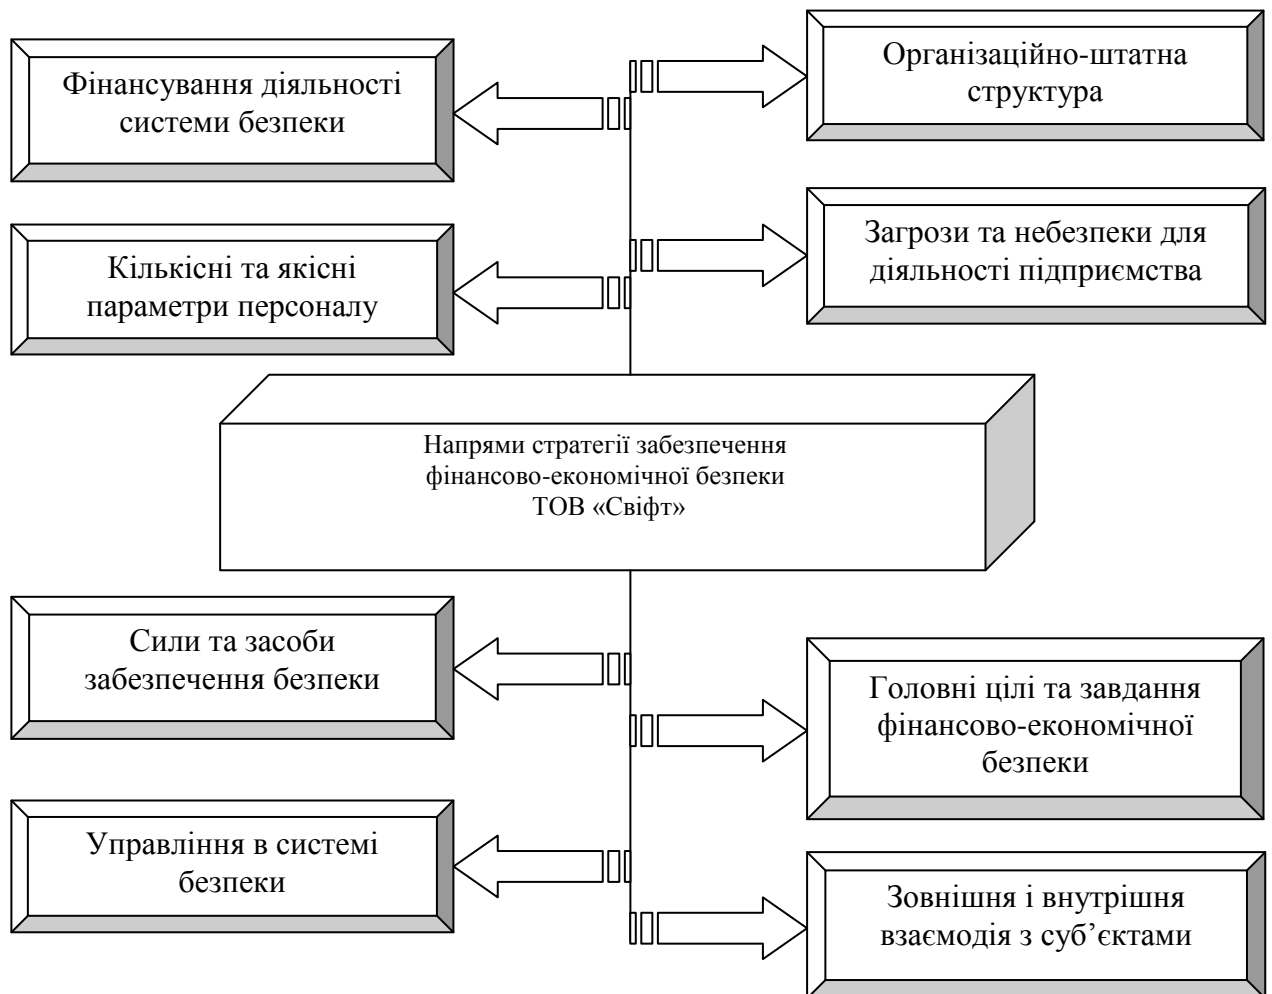 Фінансування діяльності
системи безпеки
Організаційно-штатна
структура
Кількісні та якісні
параметри персоналу
Загрози та небезпеки для
діяльності підприємства
Напрями стратегії забезпечення
фінансово-економічної безпеки
ТОВ «Свіфт»
Сили та засоби
забезпечення безпеки
Головні цілі та завдання
фінансово-економічної
безпеки
Управління в системі
безпеки
Зовнішня і внутрішня
взаємодія з суб’єктами